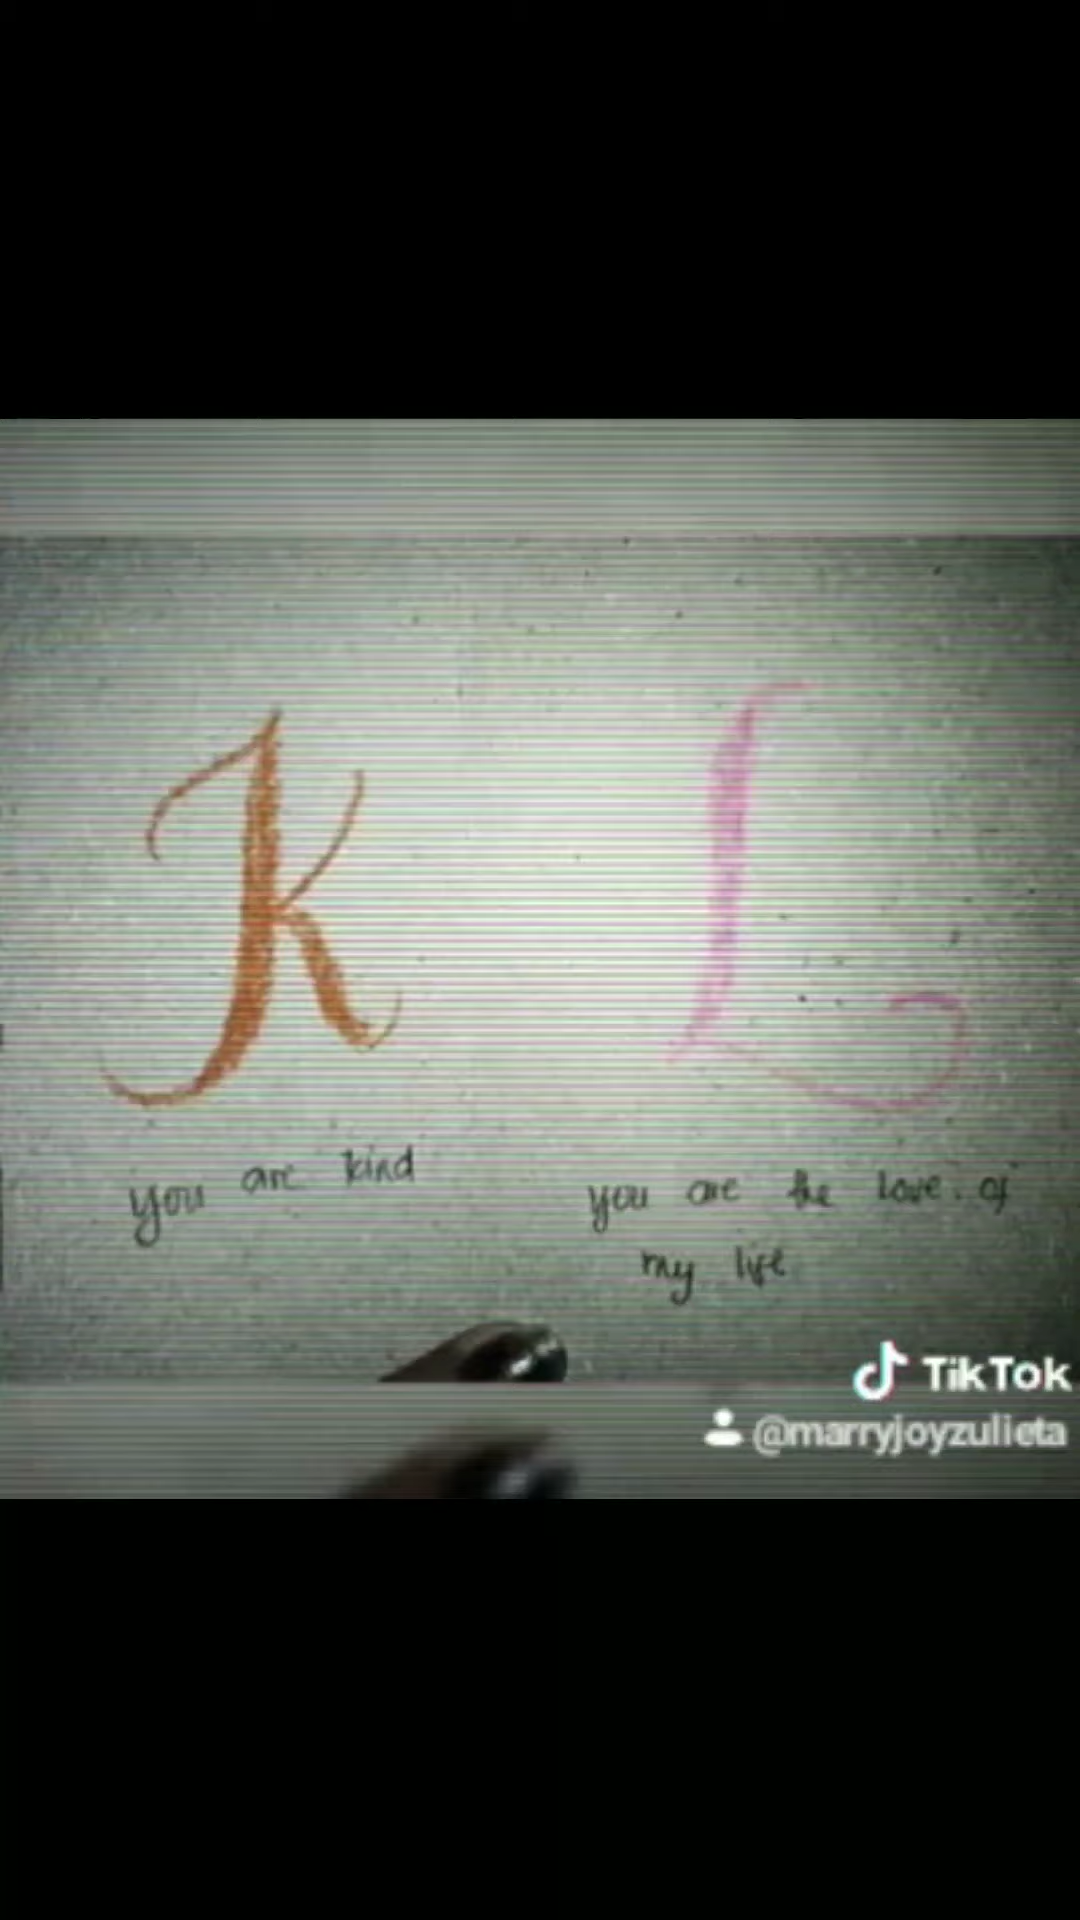 K L
you are kind
you are the love. of
my life
TikTok
@marryjoyzulieta